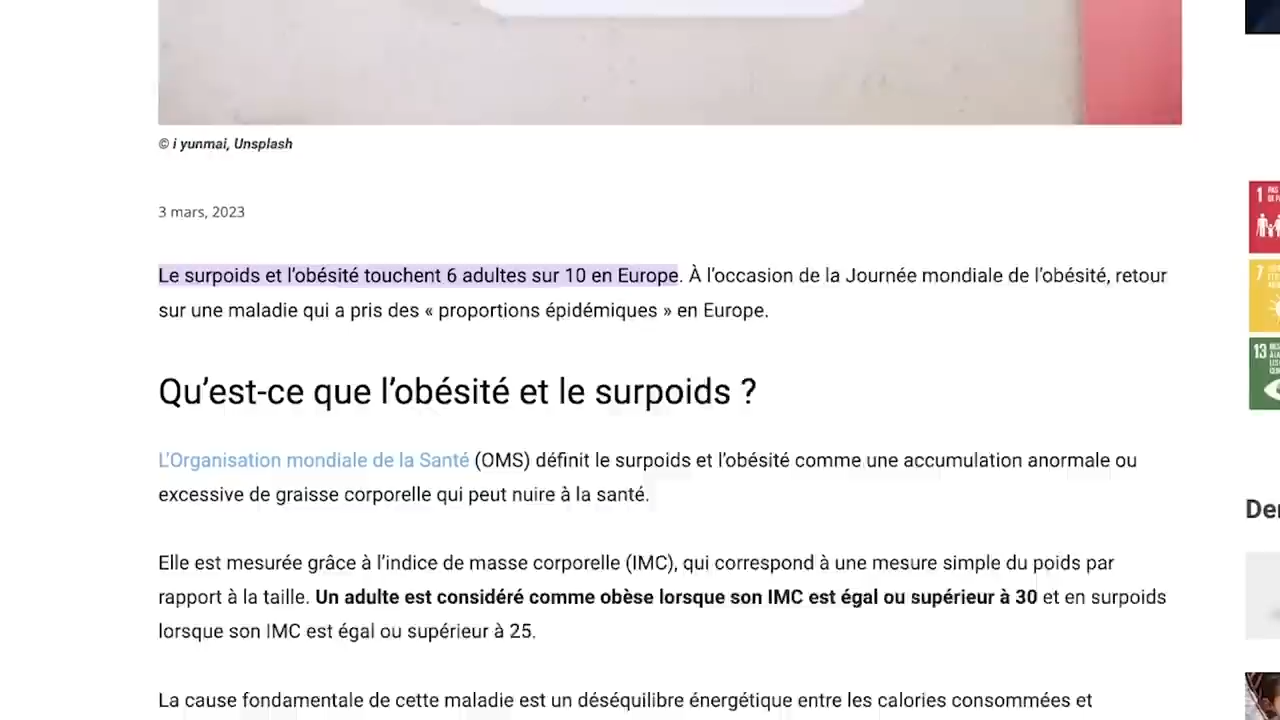 © i yunmai, Unsplash
3 mars, 2023
Le surpoids et l’obésité touchent 6 adultes sur 10 en Europe. À l’occasion de la Journée mondiale de l’obésité, retour
sur une maladie qui a pris des « proportions épidémiques » en Europe.
Qu’est-ce que l’obésité et le surpoids ?
L’Organisation mondiale de la Santé (OMS) définit le surpoids et l’obésité comme une accumulation anormale ou
excessive de graisse corporelle qui peut nuire à la santé.
Elle est mesurée grâce à l’indice de masse corporelle (IMC), qui correspond à une mesure simple du poids par
rapport à la taille. Un adulte est considéré comme obèse lorsque son IMC est égal ou supérieur à 30 et en surpoids
lorsque son IMC est égal ou supérieur à 25.
La cause fondamentale de cette maladie est un déséquilibre énergétique entre les calories consommées et
1
7
13